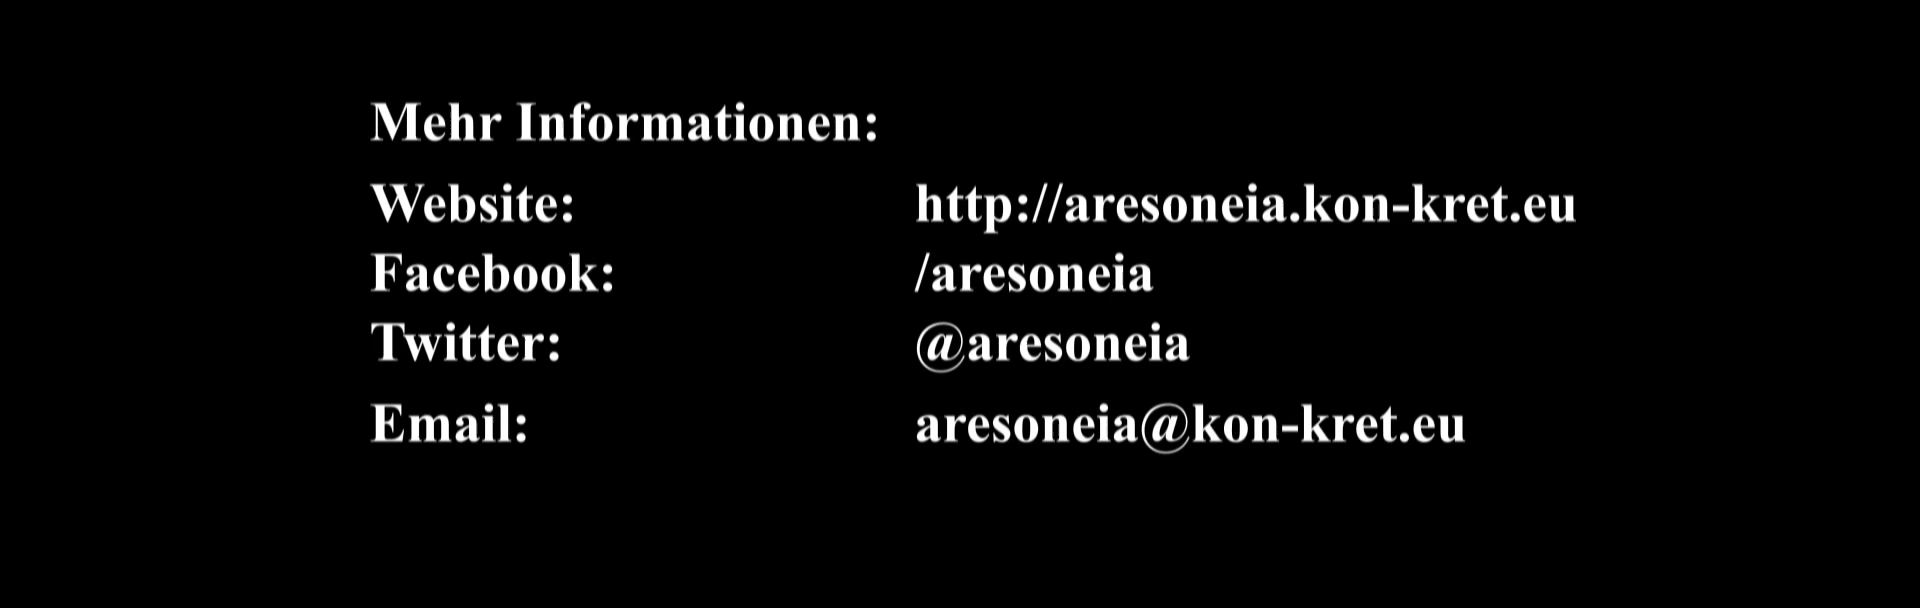 Mehr Informationen:
Website: http://aresoneia.kon-kret.eu
Facebook: /aresoneia
Twitter: @aresoneia
Email: aresoneia@kon-kret.eu